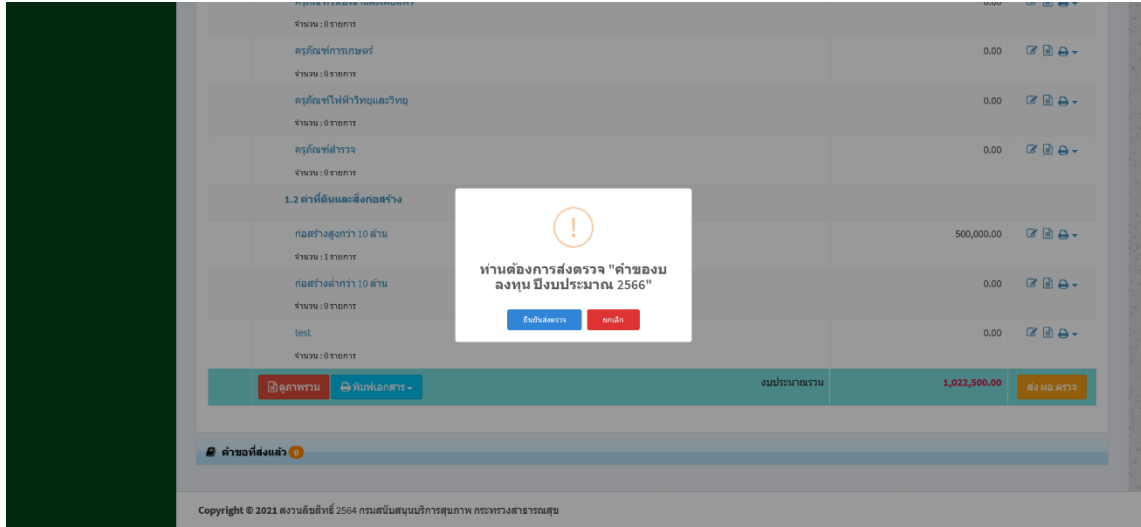 0.00
จำนวน : 0 รายการ
ครุภัณฑ์การเกษตร์ 0.00
จำนวน : 0 รายการ
ครุภัณฑ์ไฟฟ้าวิทยุและวิทยุ 0.00
จำนวน : 0 รายการ
ครุภัณฑ์สำรวจ 0.00
จำนวน : 0 รายการ
1.2 ค่าที่ดินและสิ่งก่อสร้าง
ก่อสร้างสูงกว่า 10 ล้าน 500,000.00
จำนวน : 1 รายการ
ก่อสร้างต่ำกว่า 10 ล้าน 0.00
จำนวน : 0 รายการ
test 0.00
จำนวน : 0 รายการ
ท่านต้องการส่งตรวจ "คำของบ
ลงทุน ปีงบประมาณ 2566"
ยืนยันส่งตรวจ ยกเลิก
ดูภาพรวม พิมพ์เอกสาร งบประมาณรวม 1,022,500.00 ส่ง ผอ.ตรวจ
คำขอที่ส่งแล้ว 0
Copyright © 2021 สงวนลิขสิทธิ์ 2564 กรมสนับสนุนบริการสุขภาพ กระทรวงสาธารณสุข